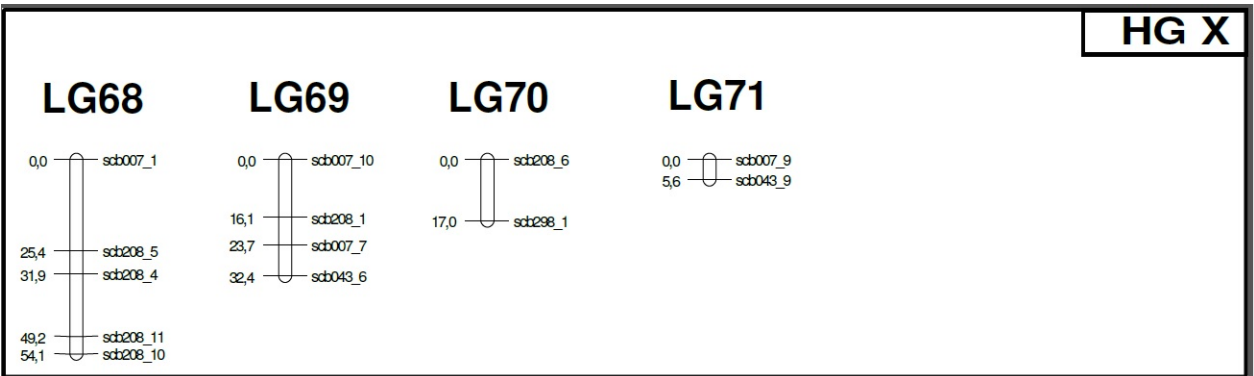 HG X
LG68
0,0 scb007_1
25,4 scb208_5
31,9 scb208_4
49,2 scb208_11
54,1 scb208_10
LG69
0,0 scb007_10
16,1 scb208_1
23,7 scb007_7
32,4 scb043_6
LG70
0,0 scb208_6
17,0 scb298_1
LG71
0,0 scb007_9
5,6 scb043_9